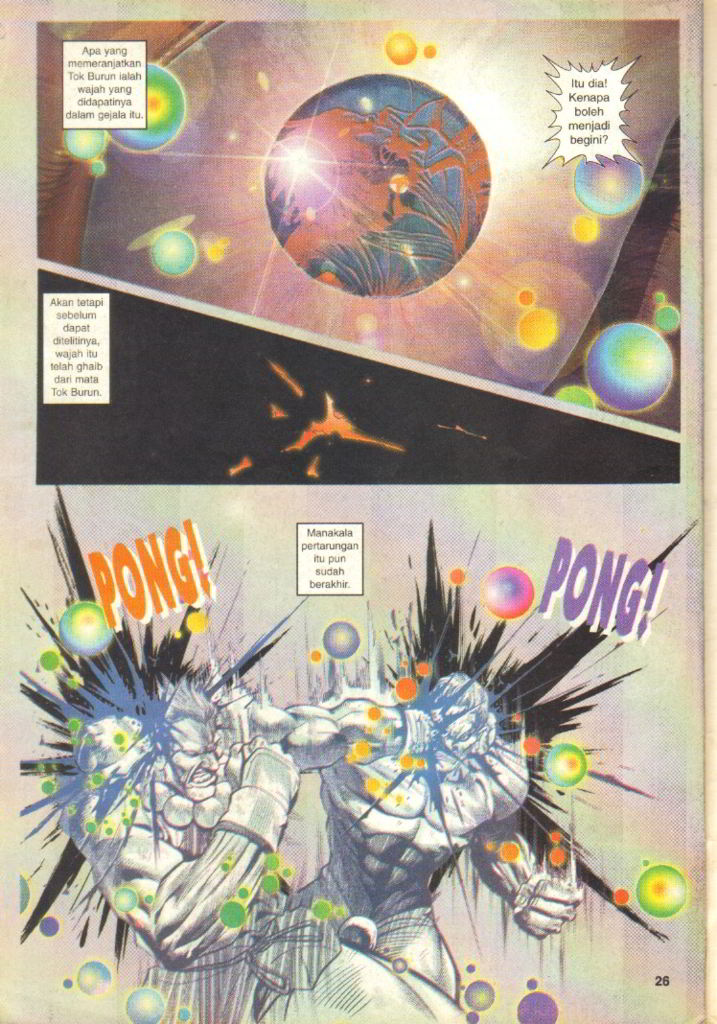 Apa yang
memeranjatkan
Tok Burun ialah
wajah yang
didapatinya
dalam gejala itu.
Itu dia!
Kenapa
boleh
menjadi
begini?
Akan tetapi
sebelum
dapat
ditelitinya,
wajah itu
telah ghaib
dari mata
Tok Burun.
Manakala
pertarungan
itu pun
sudah
berakhir.
PONG!
PONG!
26